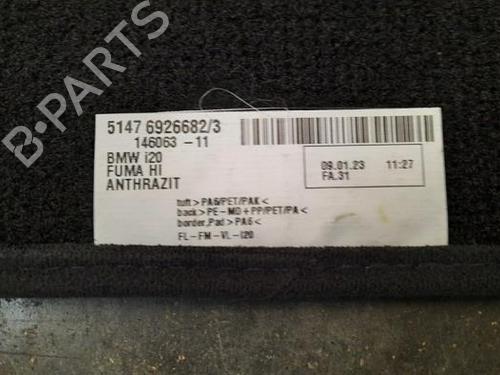 5147 6926682/3
146063 -11
BMW i20
FUMA HI
ANTHRAZIT
09.01.23 11:27
FA.31
tuft>PA6/PET/PAK<
back>PE-MD+PP/PET/PA<
border,Pad>PA6<
FL-FM-VL-I20
B-PARTS